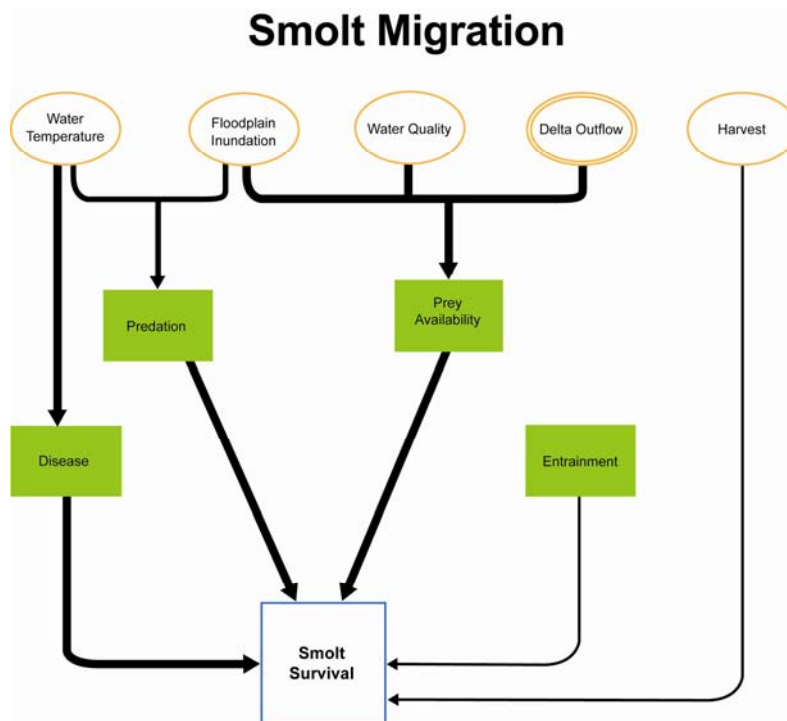 Smolt Migration
Water
Temperature
Floodplain
Inundation
Water Quality
Delta Outflow
Harvest
Predation
Prey
Availability
Disease
Entrainment
Smolt
Survival